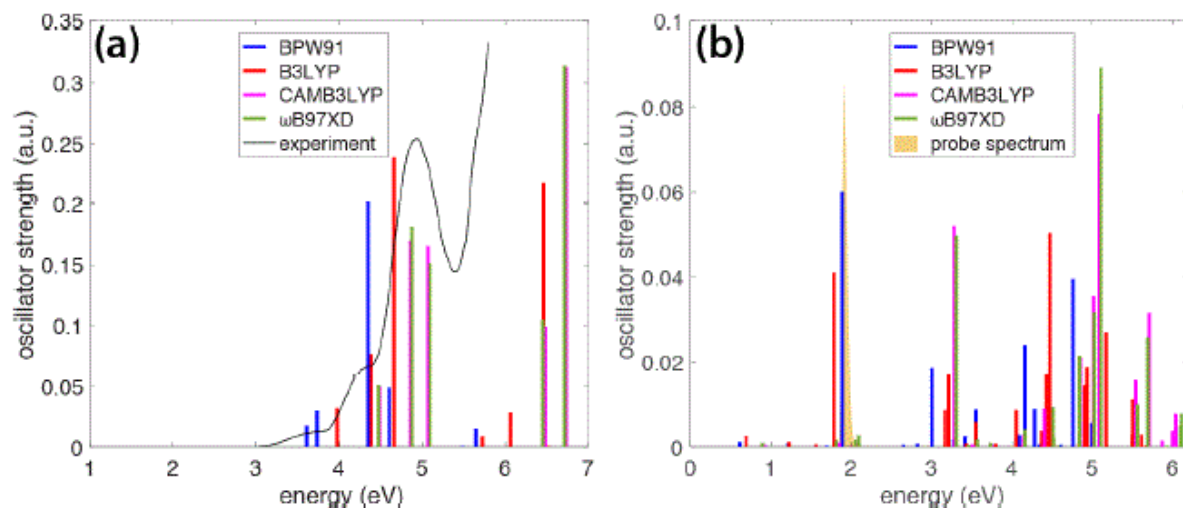 (a)
BPW91
B3LYP
CAMB3LYP
ωB97XD
experiment
0.35
0.3
0.25
0.2
0.15
0.1
0.05
0
oscillator strength (a.u.)
1 2 3 4 5 6 7
energy (eV)
(b)
BPW91
B3LYP
CAMB3LYP
ωB97XD
probe spectrum
0.1
0.08
0.06
0.04
0.02
0
oscillator strength (a.u.)
0 1 2 3 4 5 6
energy (eV)